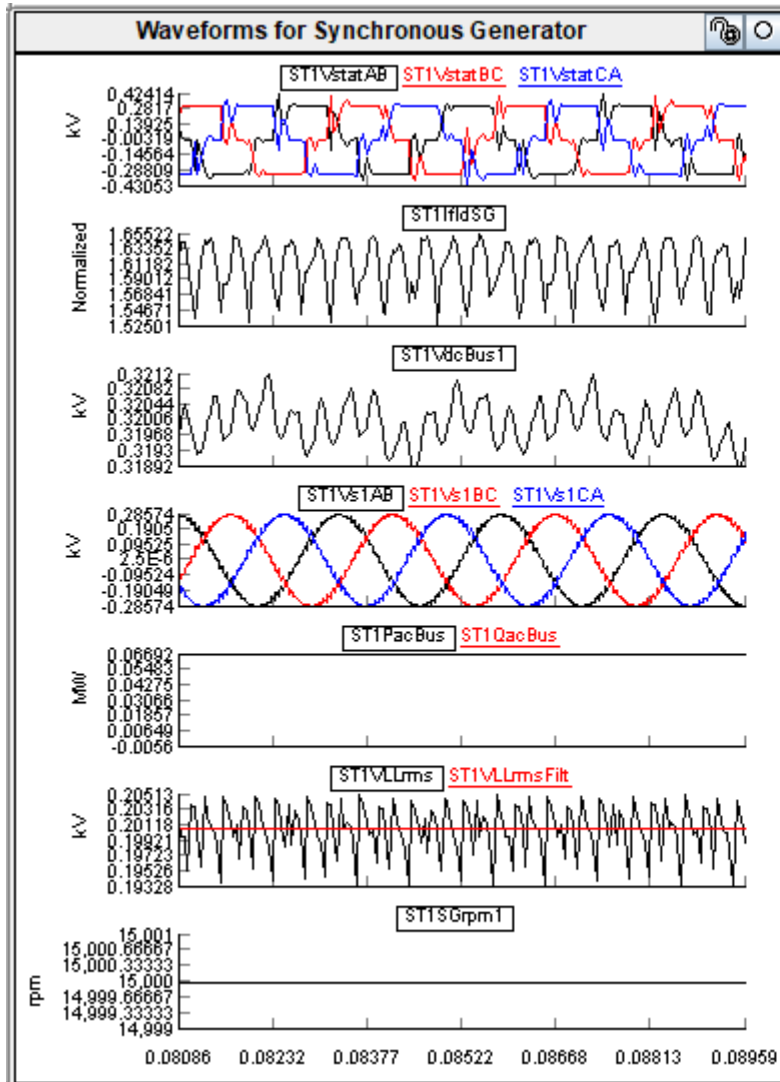 Waveforms for Synchronous Generator
ST1VstatAB ST1VstatBC ST1VstatCA
kV
0.42414
0.2817
0.13925
-0.00319
-0.14564
-0.28809
-0.43053
ST1IfldSG
Normalized
1.65522
1.63352
1.61182
1.59012
1.56841
1.54671
1.52501
ST1VdcBus1
kV
0.3212
0.32082
0.32044
0.32006
0.31968
0.3193
0.31892
ST1Vs1AB ST1Vs1BC ST1Vs1CA
kV
0.28574
0.1905
0.09525
2.5E-6
-0.09524
-0.19049
-0.28574
ST1PacBus ST1QacBus
MW
0.06692
0.05483
0.04275
0.03066
0.01857
0.00649
-0.0056
ST1VLLrms ST1VLLrmsFilt
kV
0.20513
0.20318
0.20118
0.19921
0.19723
0.19526
0.19328
ST1SGrpm1
rpm
15,001
15,000.66667
15,000.33333
15,000
14,999.66667
14,999.33333
14,999
0.08086 0.08232 0.08377 0.08522 0.08668 0.08813 0.08959